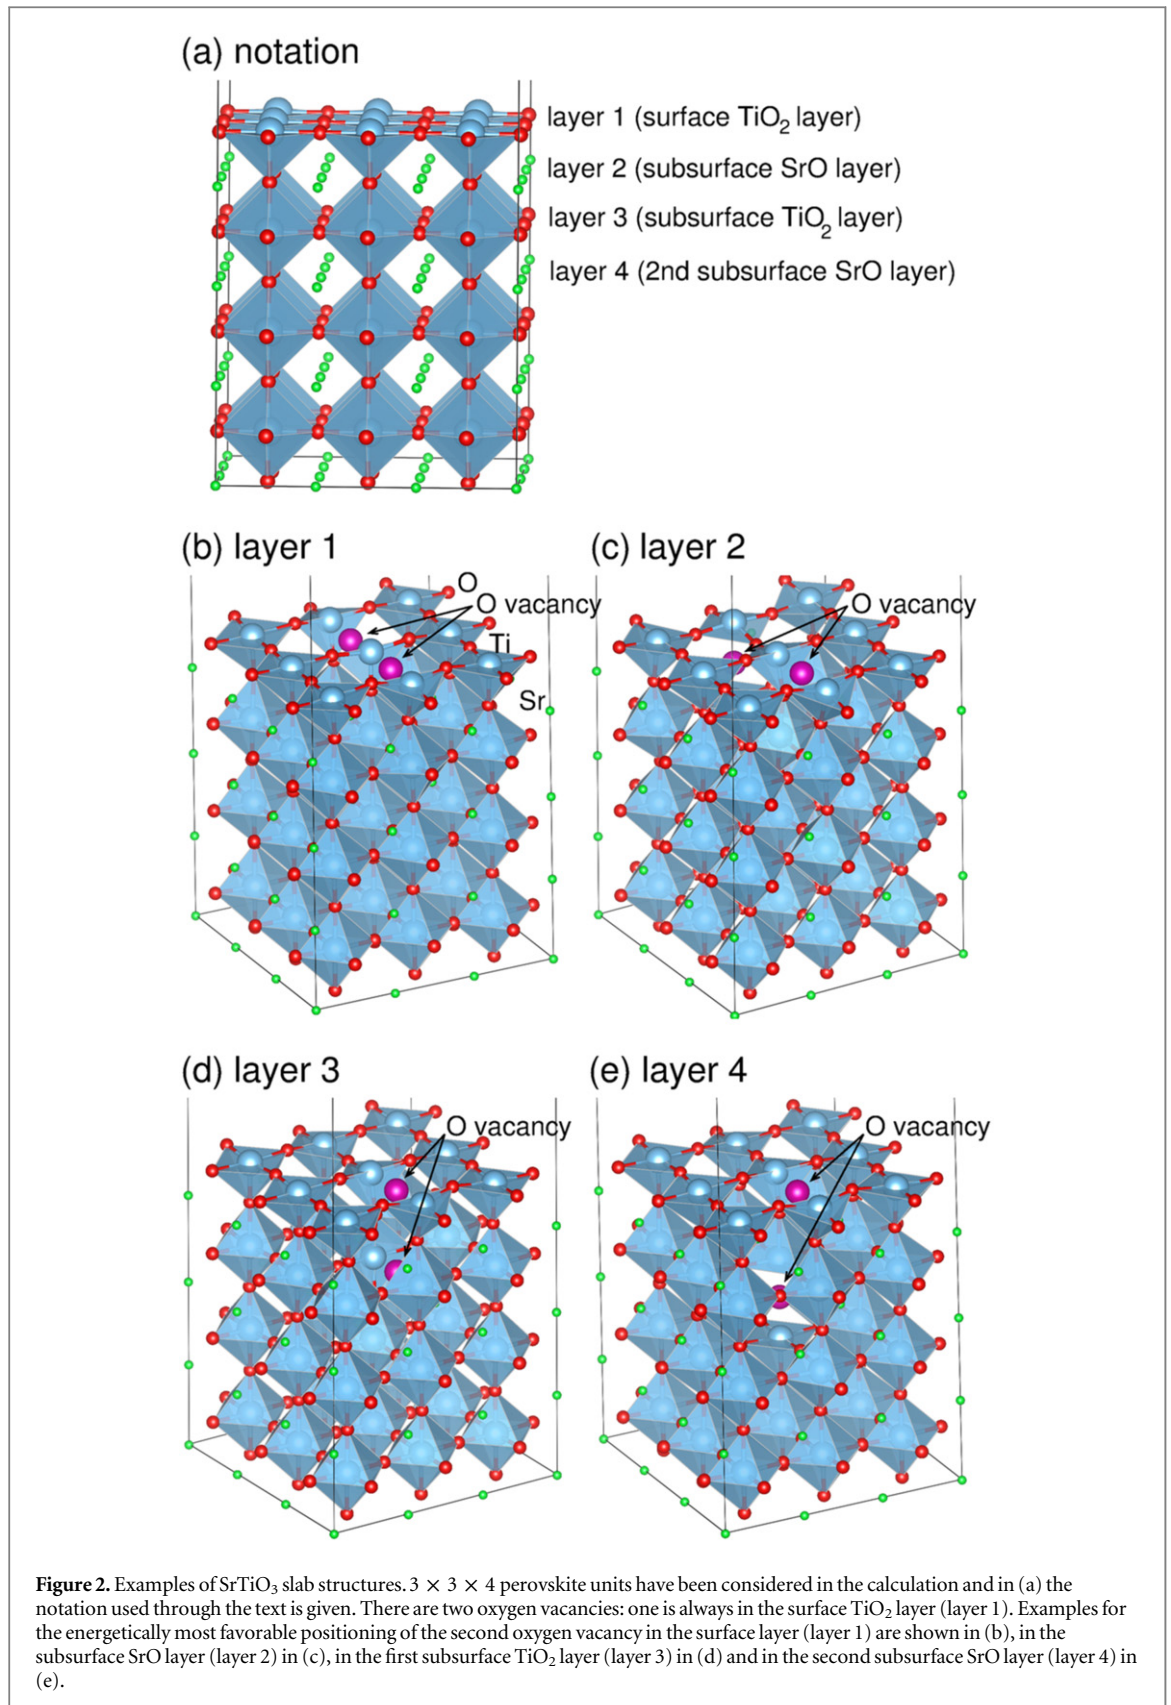 (a) notation
layer 1 (surface TiO2 layer)
layer 2 (subsurface SrO layer)
layer 3 (subsurface TiO2 layer)
layer 4 (2nd subsurface SrO layer)
(b) layer 1
O
O vacancy
Ti
Sr
(c) layer 2
O vacancy
(d) layer 3
O vacancy
(e) layer 4
O vacancy
Figure 2. Examples of SrTiO3 slab structures. 3 × 3 × 4 perovskite units have been considered in the calculation and in (a) the
notation used through the text is given. There are two oxygen vacancies: one is always in the surface TiO2 layer (layer 1). Examples for
the energetically most favorable positioning of the second oxygen vacancy in the surface layer (layer 1) are shown in (b), in the
subsurface SrO layer (layer 2) in (c), in the first subsurface TiO2 layer (layer 3) in (d) and in the second subsurface SrO layer (layer 4) in
(e).